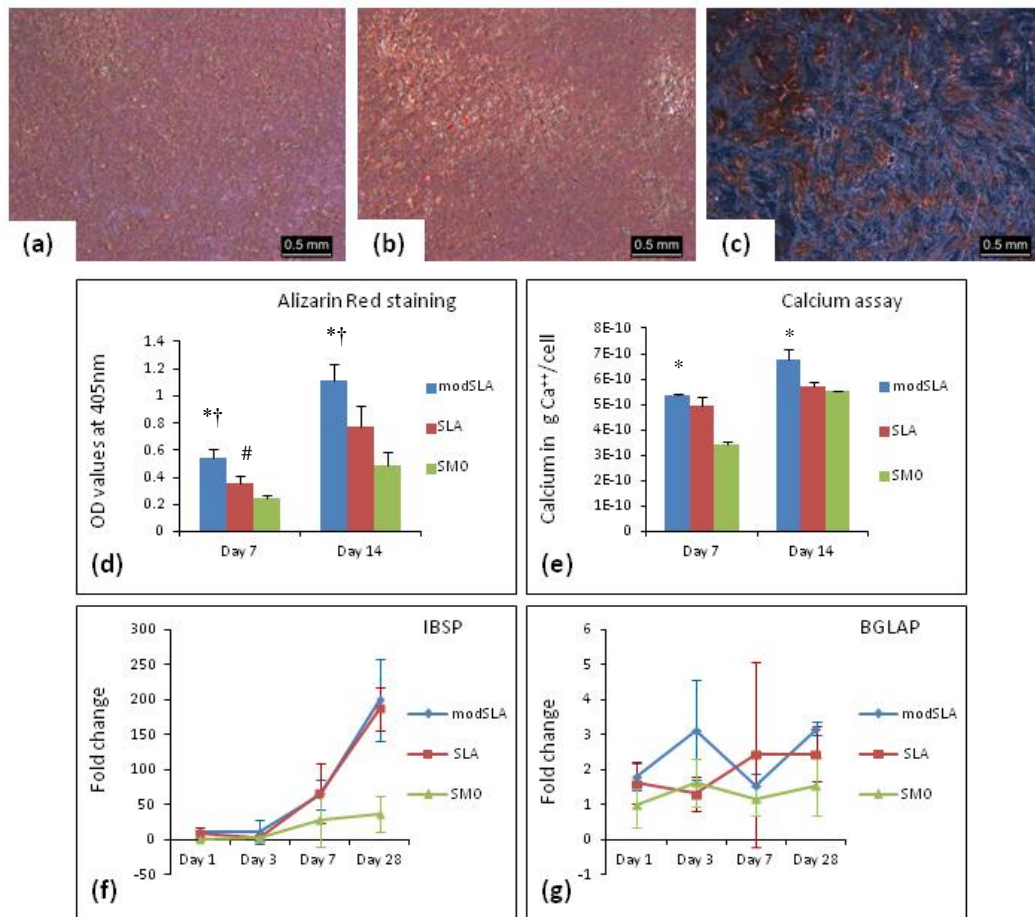 (a)
0.5 mm
(b)
0.5 mm
(c)
0.5 mm
Alizarin Red staining
OD values at 405nm
1.4
1.2
1
0.8
0.6
0.4
0.2
0
*†
#
*†
Day 7
Day 14
modSLA
SLA
SMO
(d)
Calcium assay
Calcium in g Ca⁺⁺/cell
8E-10
7E-10
6E-10
5E-10
4E-10
3E-10
2E-10
1E-10
0
*
*
Day 7
Day 14
modSLA
SLA
SMO
(e)
IBSP
Fold change
300
250
200
150
100
50
0
-50
Day 1
Day 3
Day 7
Day 28
modSLA
SLA
SMO
(f)
BGLAP
Fold change
6
5
4
3
2
1
0
-1
Day 1
Day 3
Day 7
Day 28
modSLA
SLA
SMO
(g)